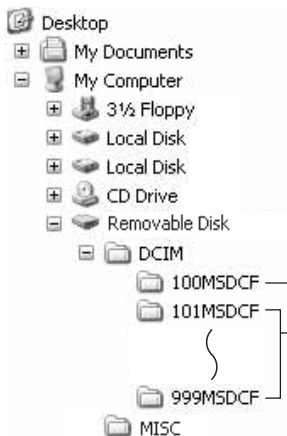 Desktop
My Documents
My Computer
3½ Floppy
Local Disk
Local Disk
CD Drive
Removable Disk
DCIM
100MSDCF
101MSDCF
999MSDCF
MISC